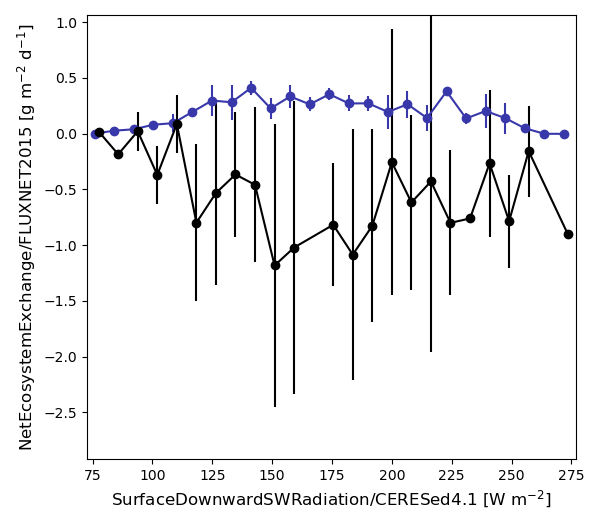 NetEcosystemExchange/FLUXNET2015 [g m⁻² d⁻¹]
1.0
0.5
0.0
−0.5
−1.0
−1.5
−2.0
−2.5
75 100 125 150 175 200 225 250 275
SurfaceDownwardSWRadiation/CERESed4.1 [W m⁻²]